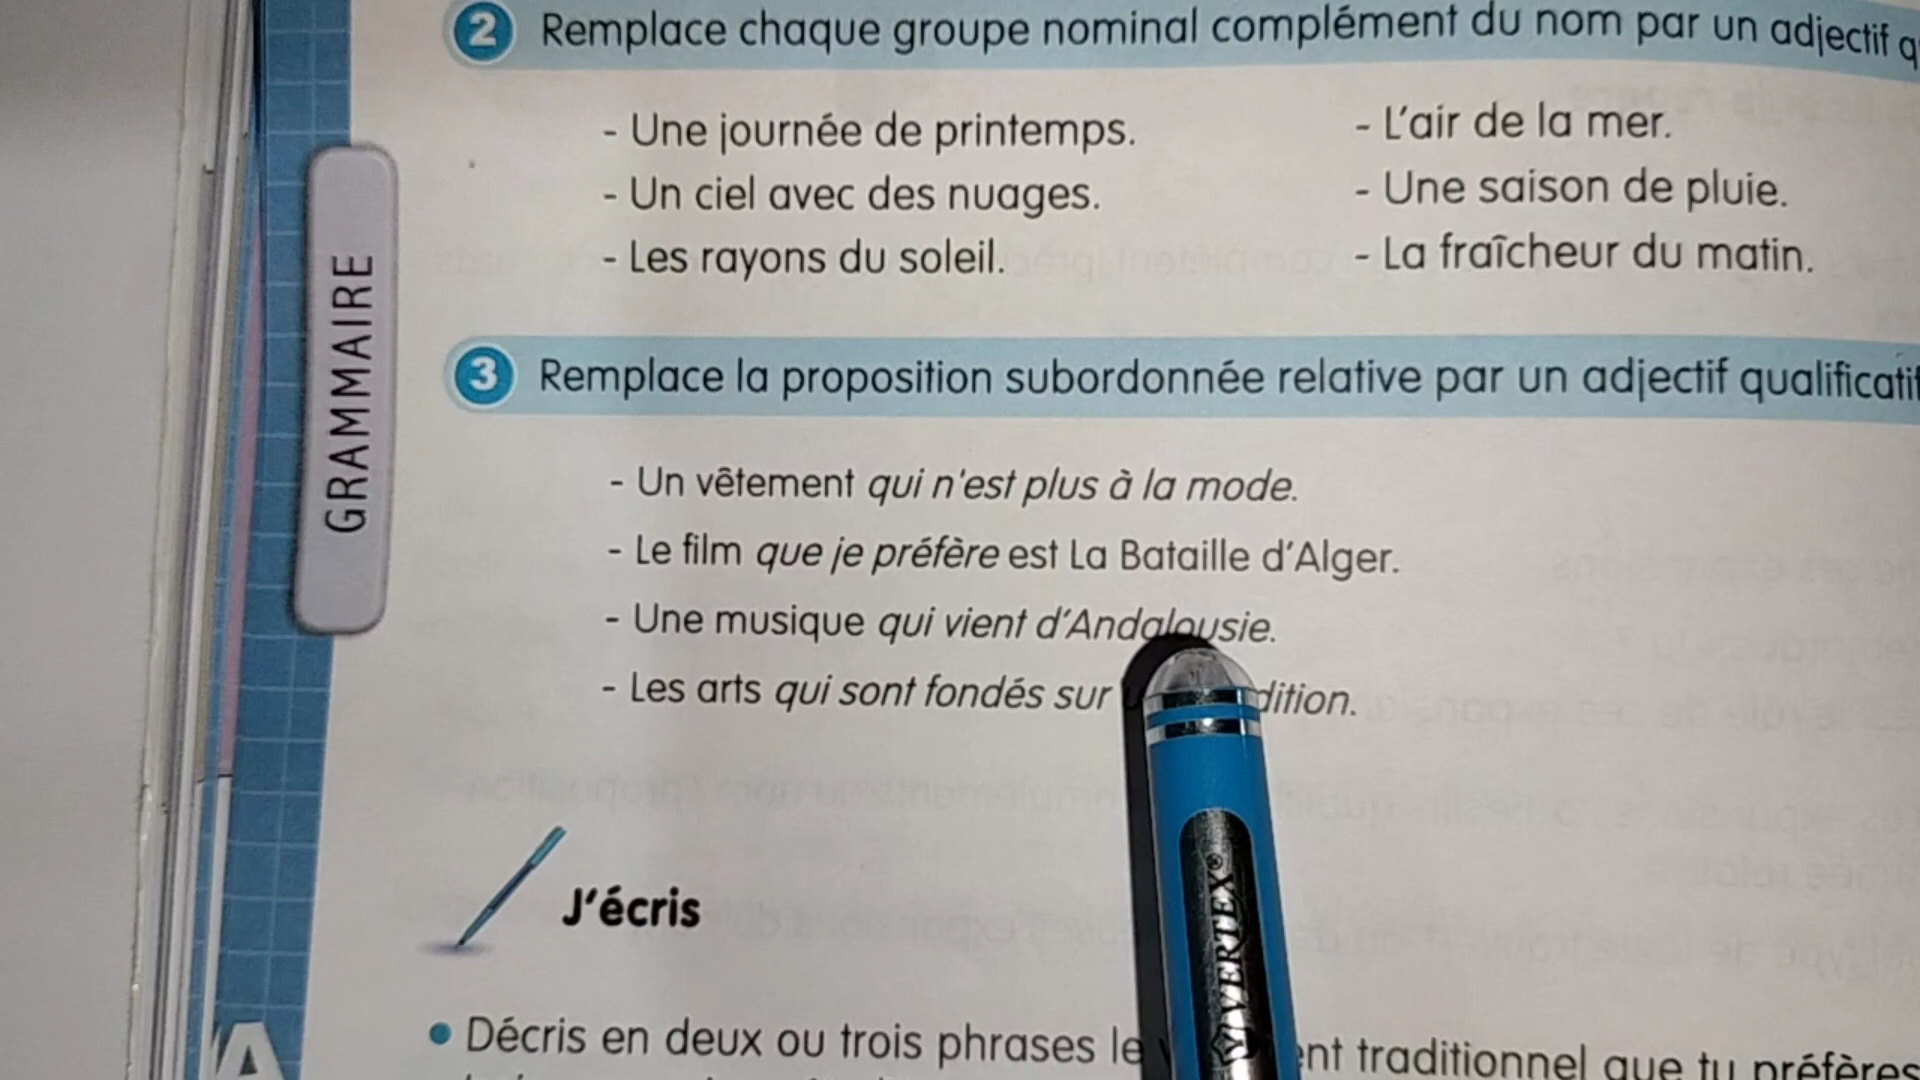 2 Remplace chaque groupe nominal complément du nom par un adjectif
- Une journée de printemps.
- Un ciel avec des nuages.
- Les rayons du soleil.
- L'air de la mer.
- Une saison de pluie.
- La fraîcheur du matin.
GRAMMAIRE
3 Remplace la proposition subordonnée relative par un adjectif qualificatif
- Un vêtement qui n'est plus à la mode.
- Le film que je préfère est La Bataille d'Alger.
- Une musique qui vient d'Andalousie.
- Les arts qui sont fondés sur dition.
J'écris
VERTEX®
• Décris en deux ou trois phrases le nt traditionnel que tu préfères